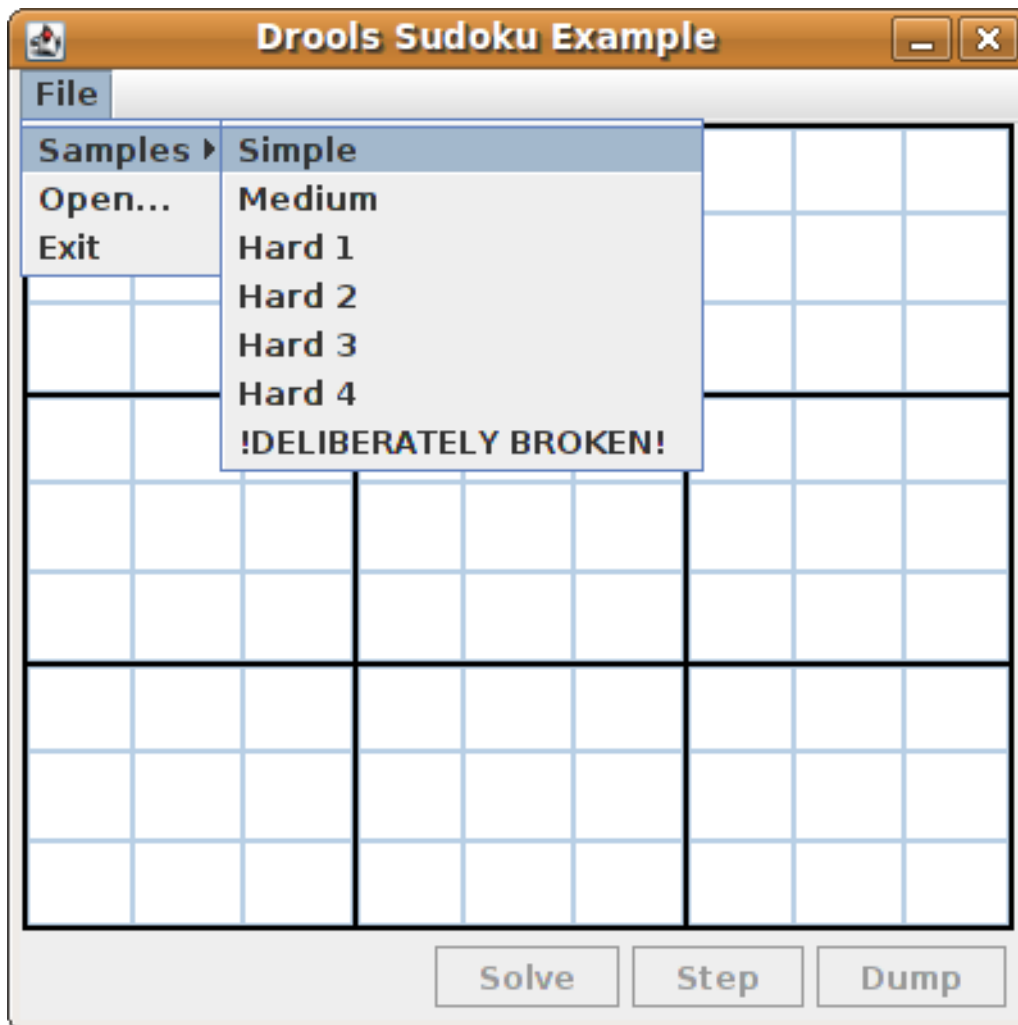 Drools Sudoku Example
File
Samples
Open...
Exit
Simple
Medium
Hard 1
Hard 2
Hard 3
Hard 4
!DELIBERATELY BROKEN!
Solve Step Dump